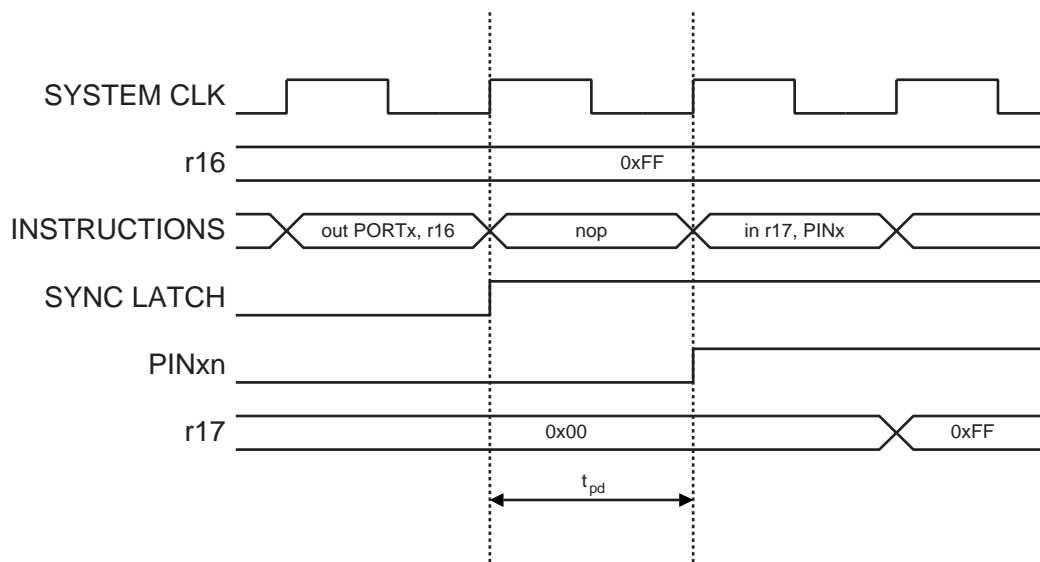 SYSTEM CLK
r16 0xFF
INSTRUCTIONS out PORTx, r16 nop in r17, PINx
SYNC LATCH
PINxn
r17 0x00 0xFF
tpd